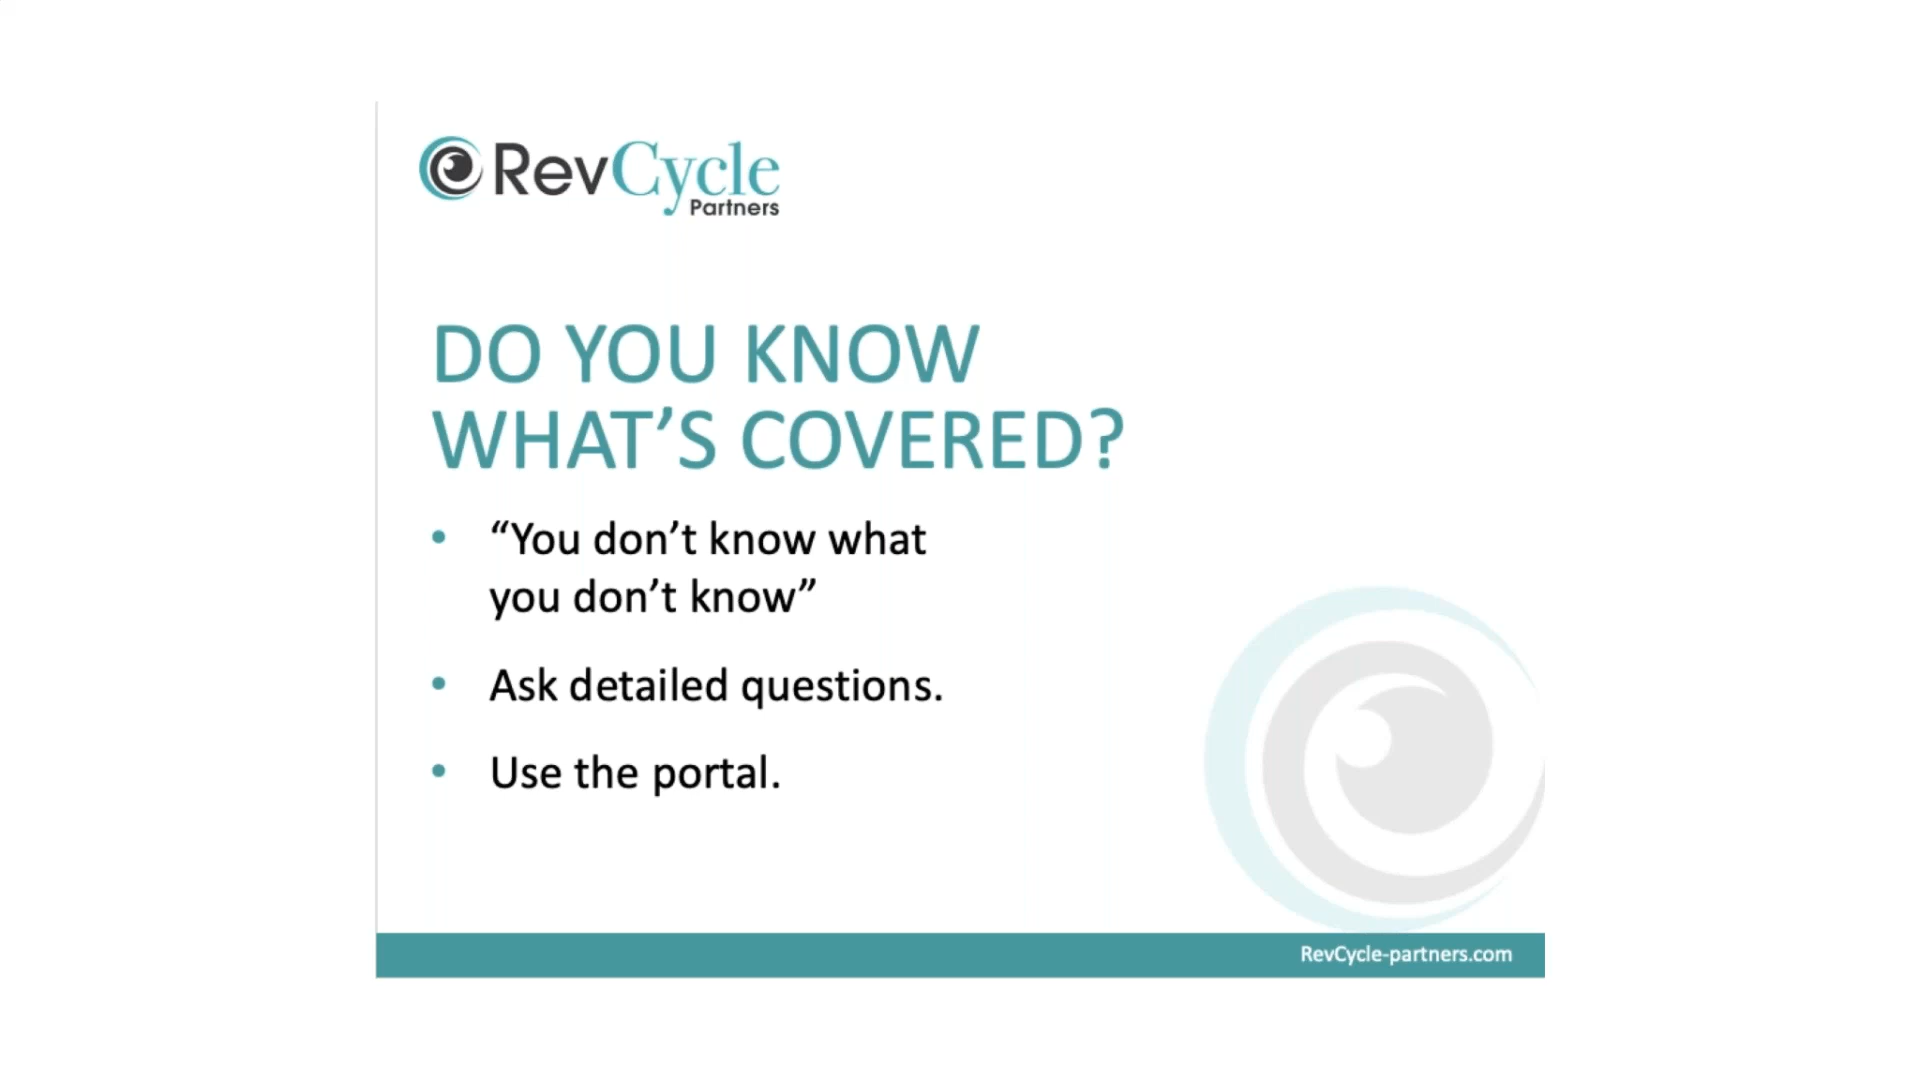 RevCycle
Partners
DO YOU KNOW
WHAT’S COVERED?
• “You don’t know what
you don’t know”
• Ask detailed questions.
• Use the portal.
RevCycle-partners.com